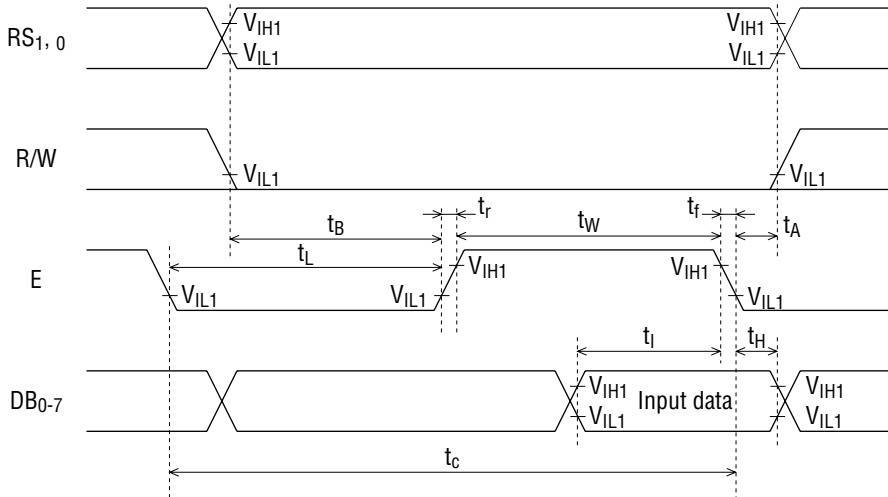 RS1, 0
VIH1
VIL1
VIH1
VIL1
R/W
VIL1
VIL1
tB
tr
tW
tf
tA
tL
E
VIL1
VIL1
VIH1
VIH1
VIL1
tI
tH
DB0-7
VIH1
VIL1
Input data
VIH1
VIL1
tc